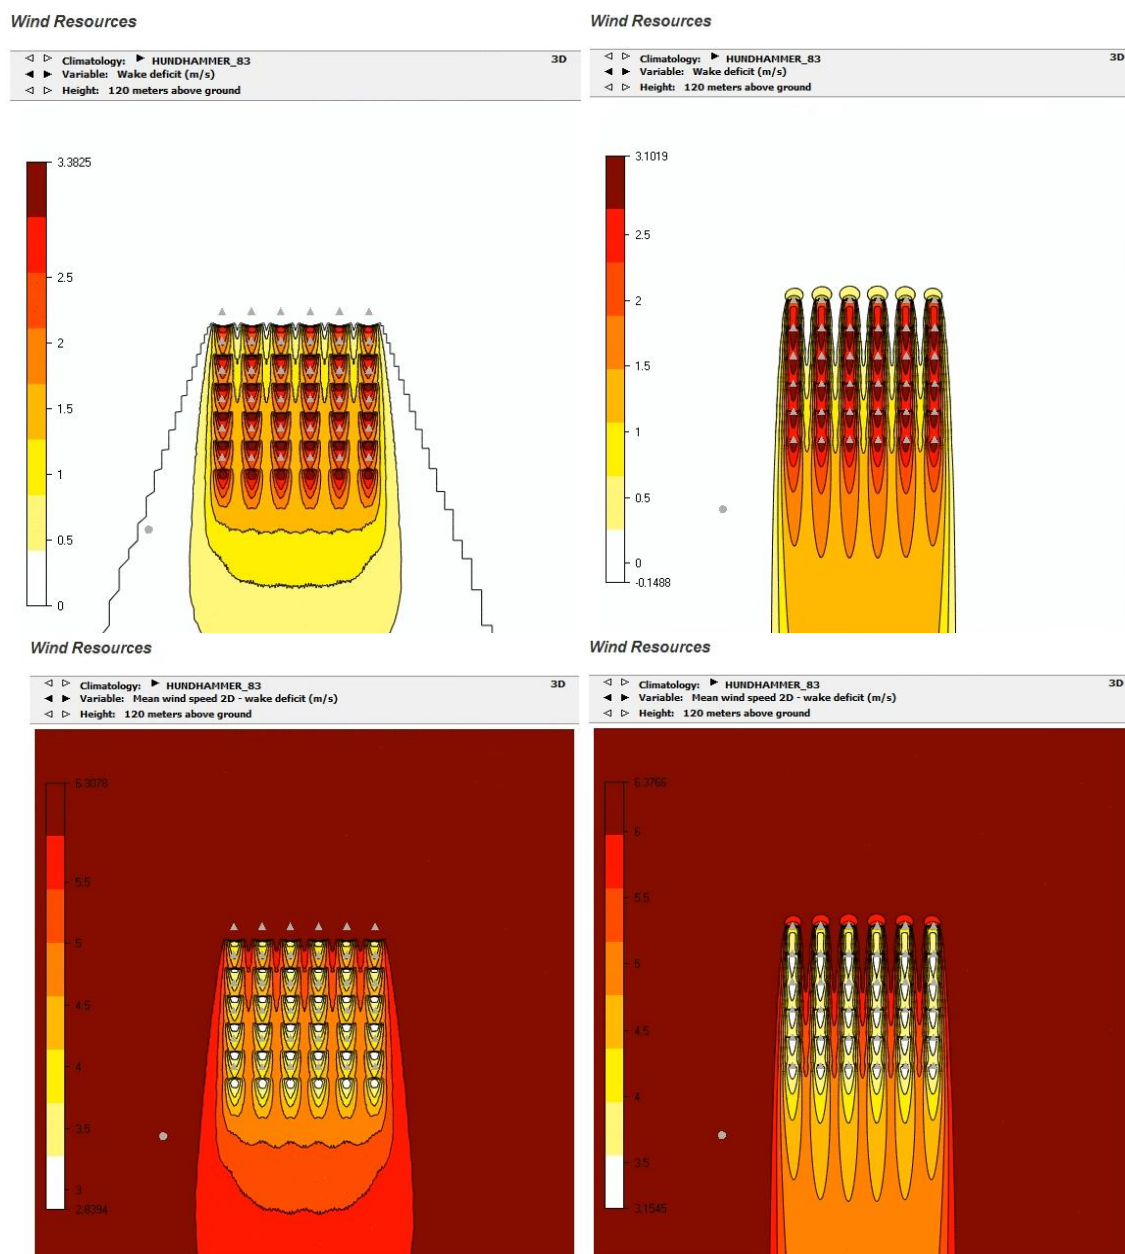 Wind Resources
Climatology: HUNDHAMMER_83 3D
Variable: Wake deficit (m/s)
Height: 120 meters above ground
3.3825
2.5
2
1.5
1
0.5
0
Wind Resources
Climatology: HUNDHAMMER_83 3D
Variable: Wake deficit (m/s)
Height: 120 meters above ground
3.1019
2.5
2
1.5
1
0.5
0
-0.1488
Wind Resources
Climatology: HUNDHAMMER_83 3D
Variable: Mean wind speed 2D - wake deficit (m/s)
Height: 120 meters above ground
6.3078
5.5
5
4.5
4
3.5
3
2.8394
Wind Resources
Climatology: HUNDHAMMER_83 3D
Variable: Mean wind speed 2D - wake deficit (m/s)
Height: 120 meters above ground
6.3766
6
5.5
5
4.5
4
3.5
3.1545